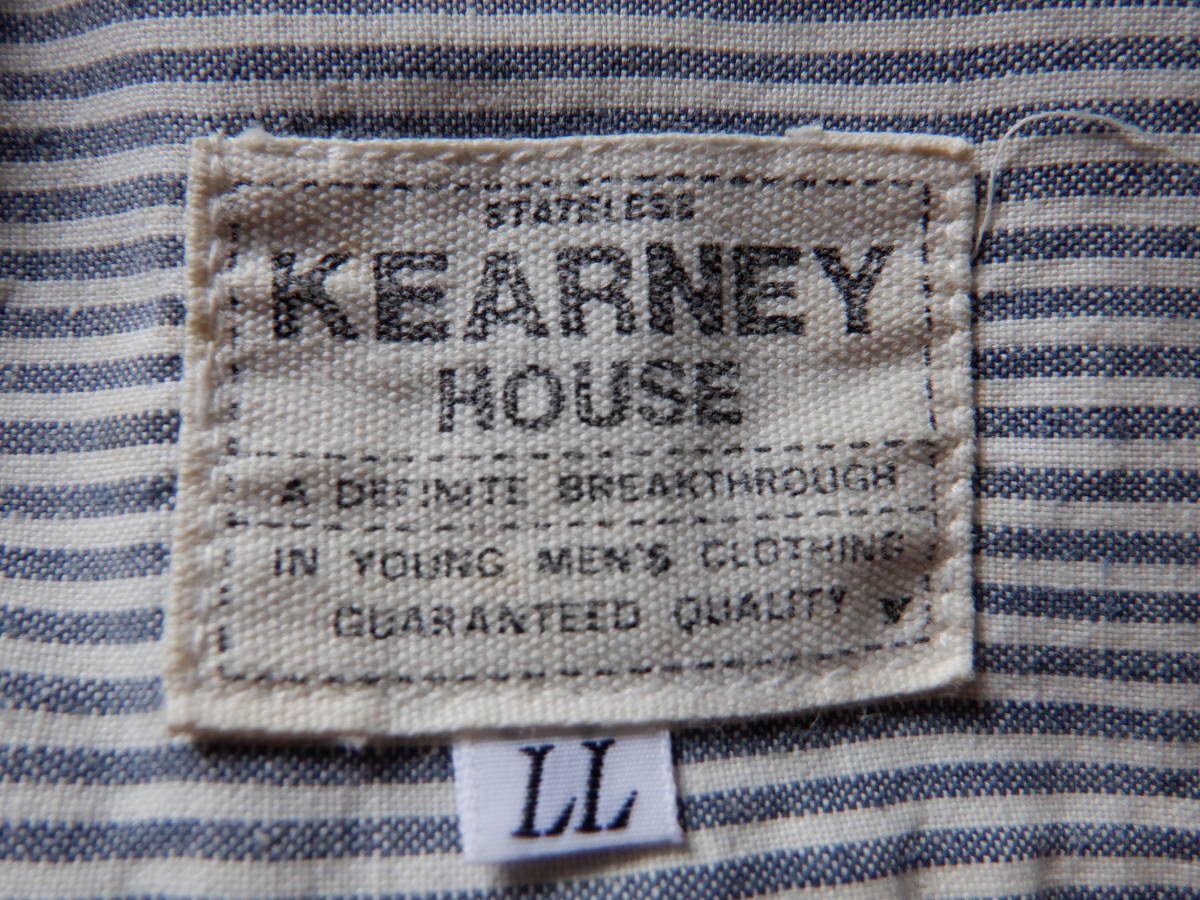 STATELESS
KEARNEY
HOUSE
A DEFINITE BREAKTHROUGH
IN YOUNG MEN'S CLOTHING
GUARANTEED QUALITY
LL